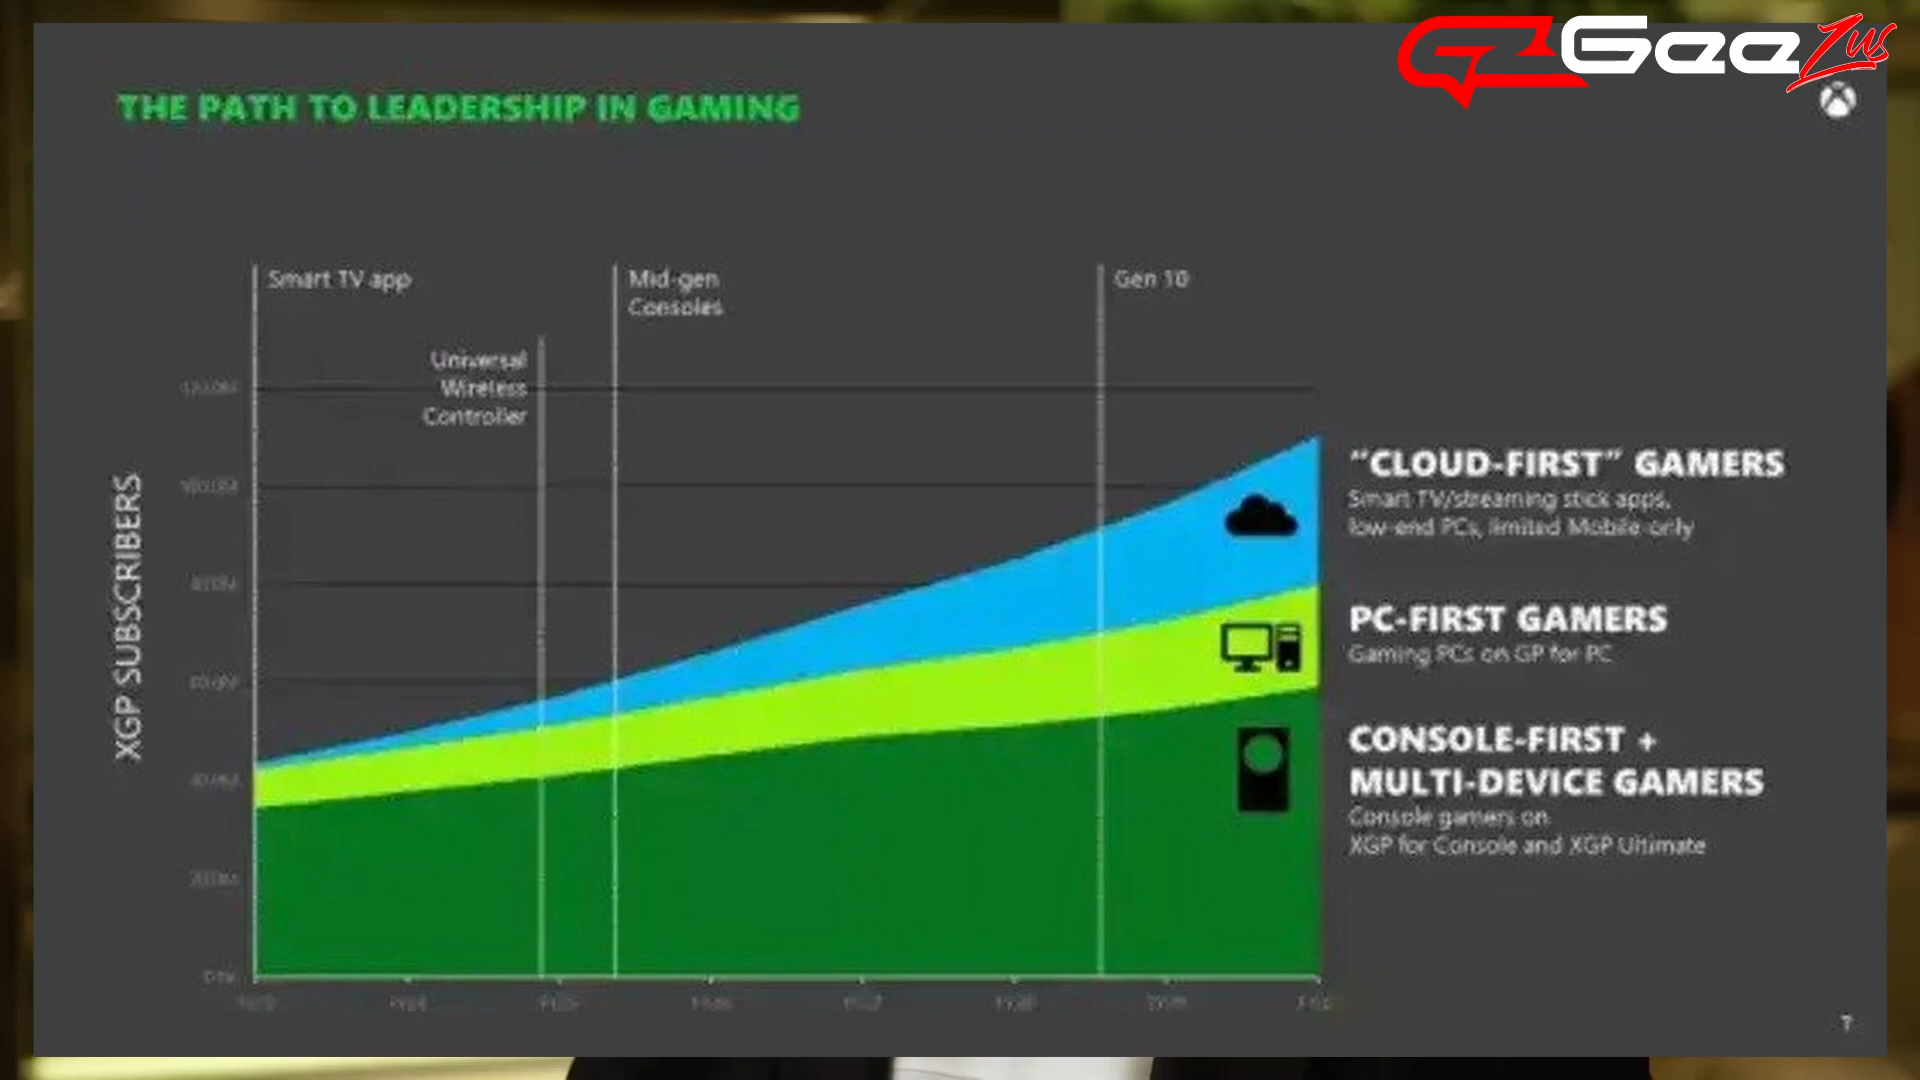 GeeZus
THE PATH TO LEADERSHIP IN GAMING
Smart TV app
Mid-gen
Consoles
Gen 10
Universal
Wireless
Controller
XGP SUBSCRIBERS
“CLOUD-FIRST” GAMERS
Smart TV/streaming stick apps,
low-end PCs, limited Mobile-only
PC-FIRST GAMERS
Gaming PCs on GP for PC
CONSOLE-FIRST +
MULTI-DEVICE GAMERS
Console gamers on
XGP for Console and XGP Ultimate
7